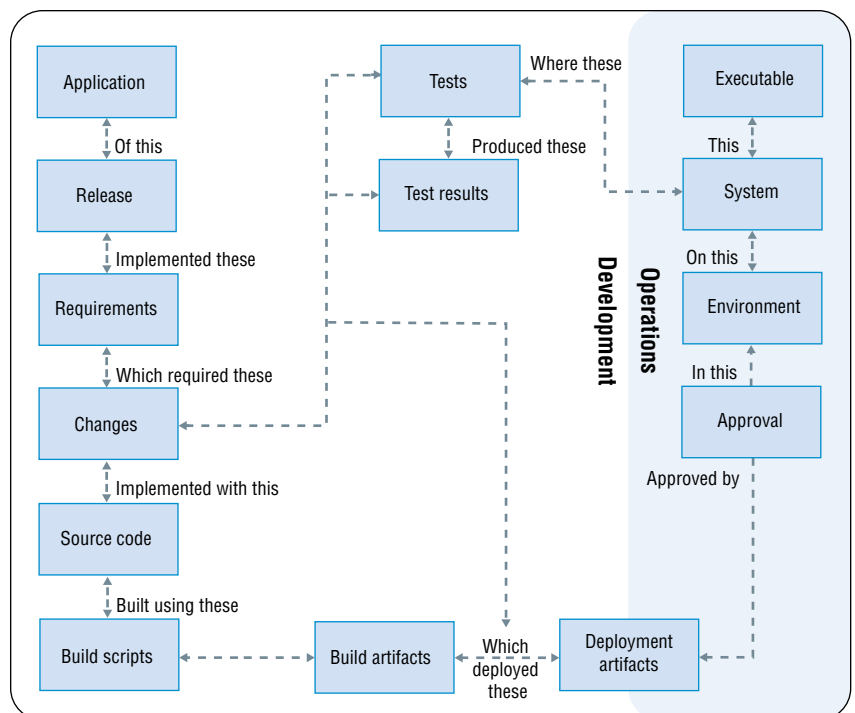 Application
Of this
Release
Implemented these
Requirements
Which required these
Changes
Implemented with this
Source code
Built using these
Build scripts
Build artifacts
Which
deployed
these
Deployment
artifacts
Tests
Produced these
Test results
Where these
Development
Operations
Executable
This
System
On this
Environment
In this
Approval
Approved by